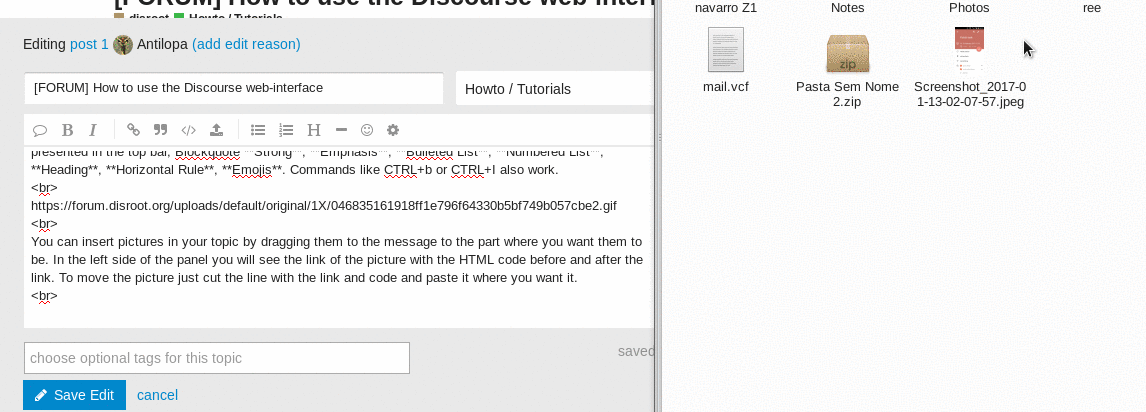 [FORUM] How to use the Discourse web-inter
disroot Howto / Tutorials
Editing post 1 Antilopa (add edit reason)
[FORUM] How to use the Discourse web-interface
Howto / Tutorials
presented in the top bar, Blockquote **Strong**, **Emphasis**, **Bulleted List**, **Numbered List**,
**Heading**, **Horizontal Rule**, **Emojis**. Commands like CTRL+b or CTRL+I also work.
<br>
https://forum.disroot.org/uploads/default/original/1X/046835161918ff1e796f64330b5bf749b057cbe2.gif
<br>
You can insert pictures in your topic by dragging them to the message to the part where you want them to
be. In the left side of the panel you will see the link of the picture with the HTML code before and after the
link. To move the picture just cut the line with the link and code and paste it where you want it.
<br>
choose optional tags for this topic
saved
Save Edit cancel
navarro Z1
Notes
Photos
ree
mail.vcf
zip
Pasta Sem Nome
2.zip
Screenshot_2017-0
1-13-02-07-57.jpeg